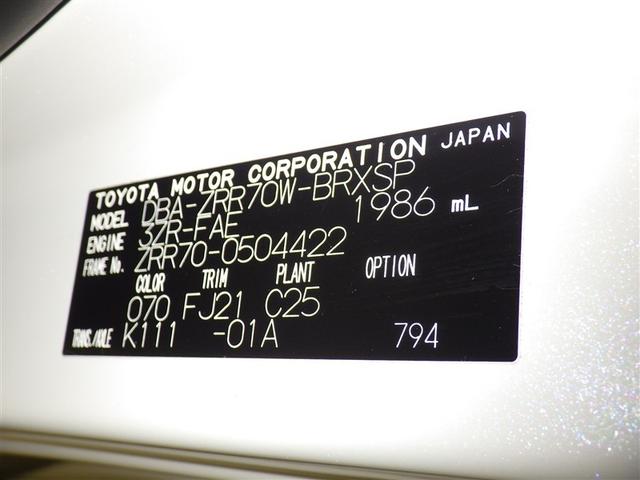 TOYOTA MOTOR CORPORATION JAPAN
MODEL DBA-ZRR70W-BRXSP
ENGINE 3ZR-FAE 1986 mL
FRAME No. ZRR70-0504422
COLOR TRIM PLANT OPTION
070 FJ21 C25
TRANS./AXLE K111 -01A 794